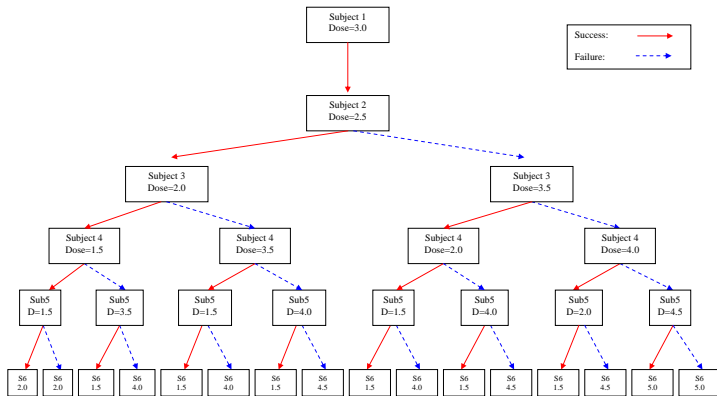 Subject 1
Dose=3.0
Success:
Failure:
Subject 2
Dose=2.5
Subject 3
Dose=2.0
Subject 3
Dose=3.5
Subject 4
Dose=1.5
Subject 4
Dose=3.5
Subject 4
Dose=2.0
Subject 4
Dose=4.0
Sub5
D=1.5
Sub5
D=3.5
Sub5
D=1.5
Sub5
D=4.0
Sub5
D=1.5
Sub5
D=4.0
Sub5
D=2.0
Sub5
D=4.5
S6
2.0
S6
2.0
S6
1.5
S6
4.0
S6
1.5
S6
4.0
S6
1.5
S6
4.5
S6
1.5
S6
4.0
S6
1.5
S6
4.5
S6
1.5
S6
4.5
S6
5.0
S6
5.0